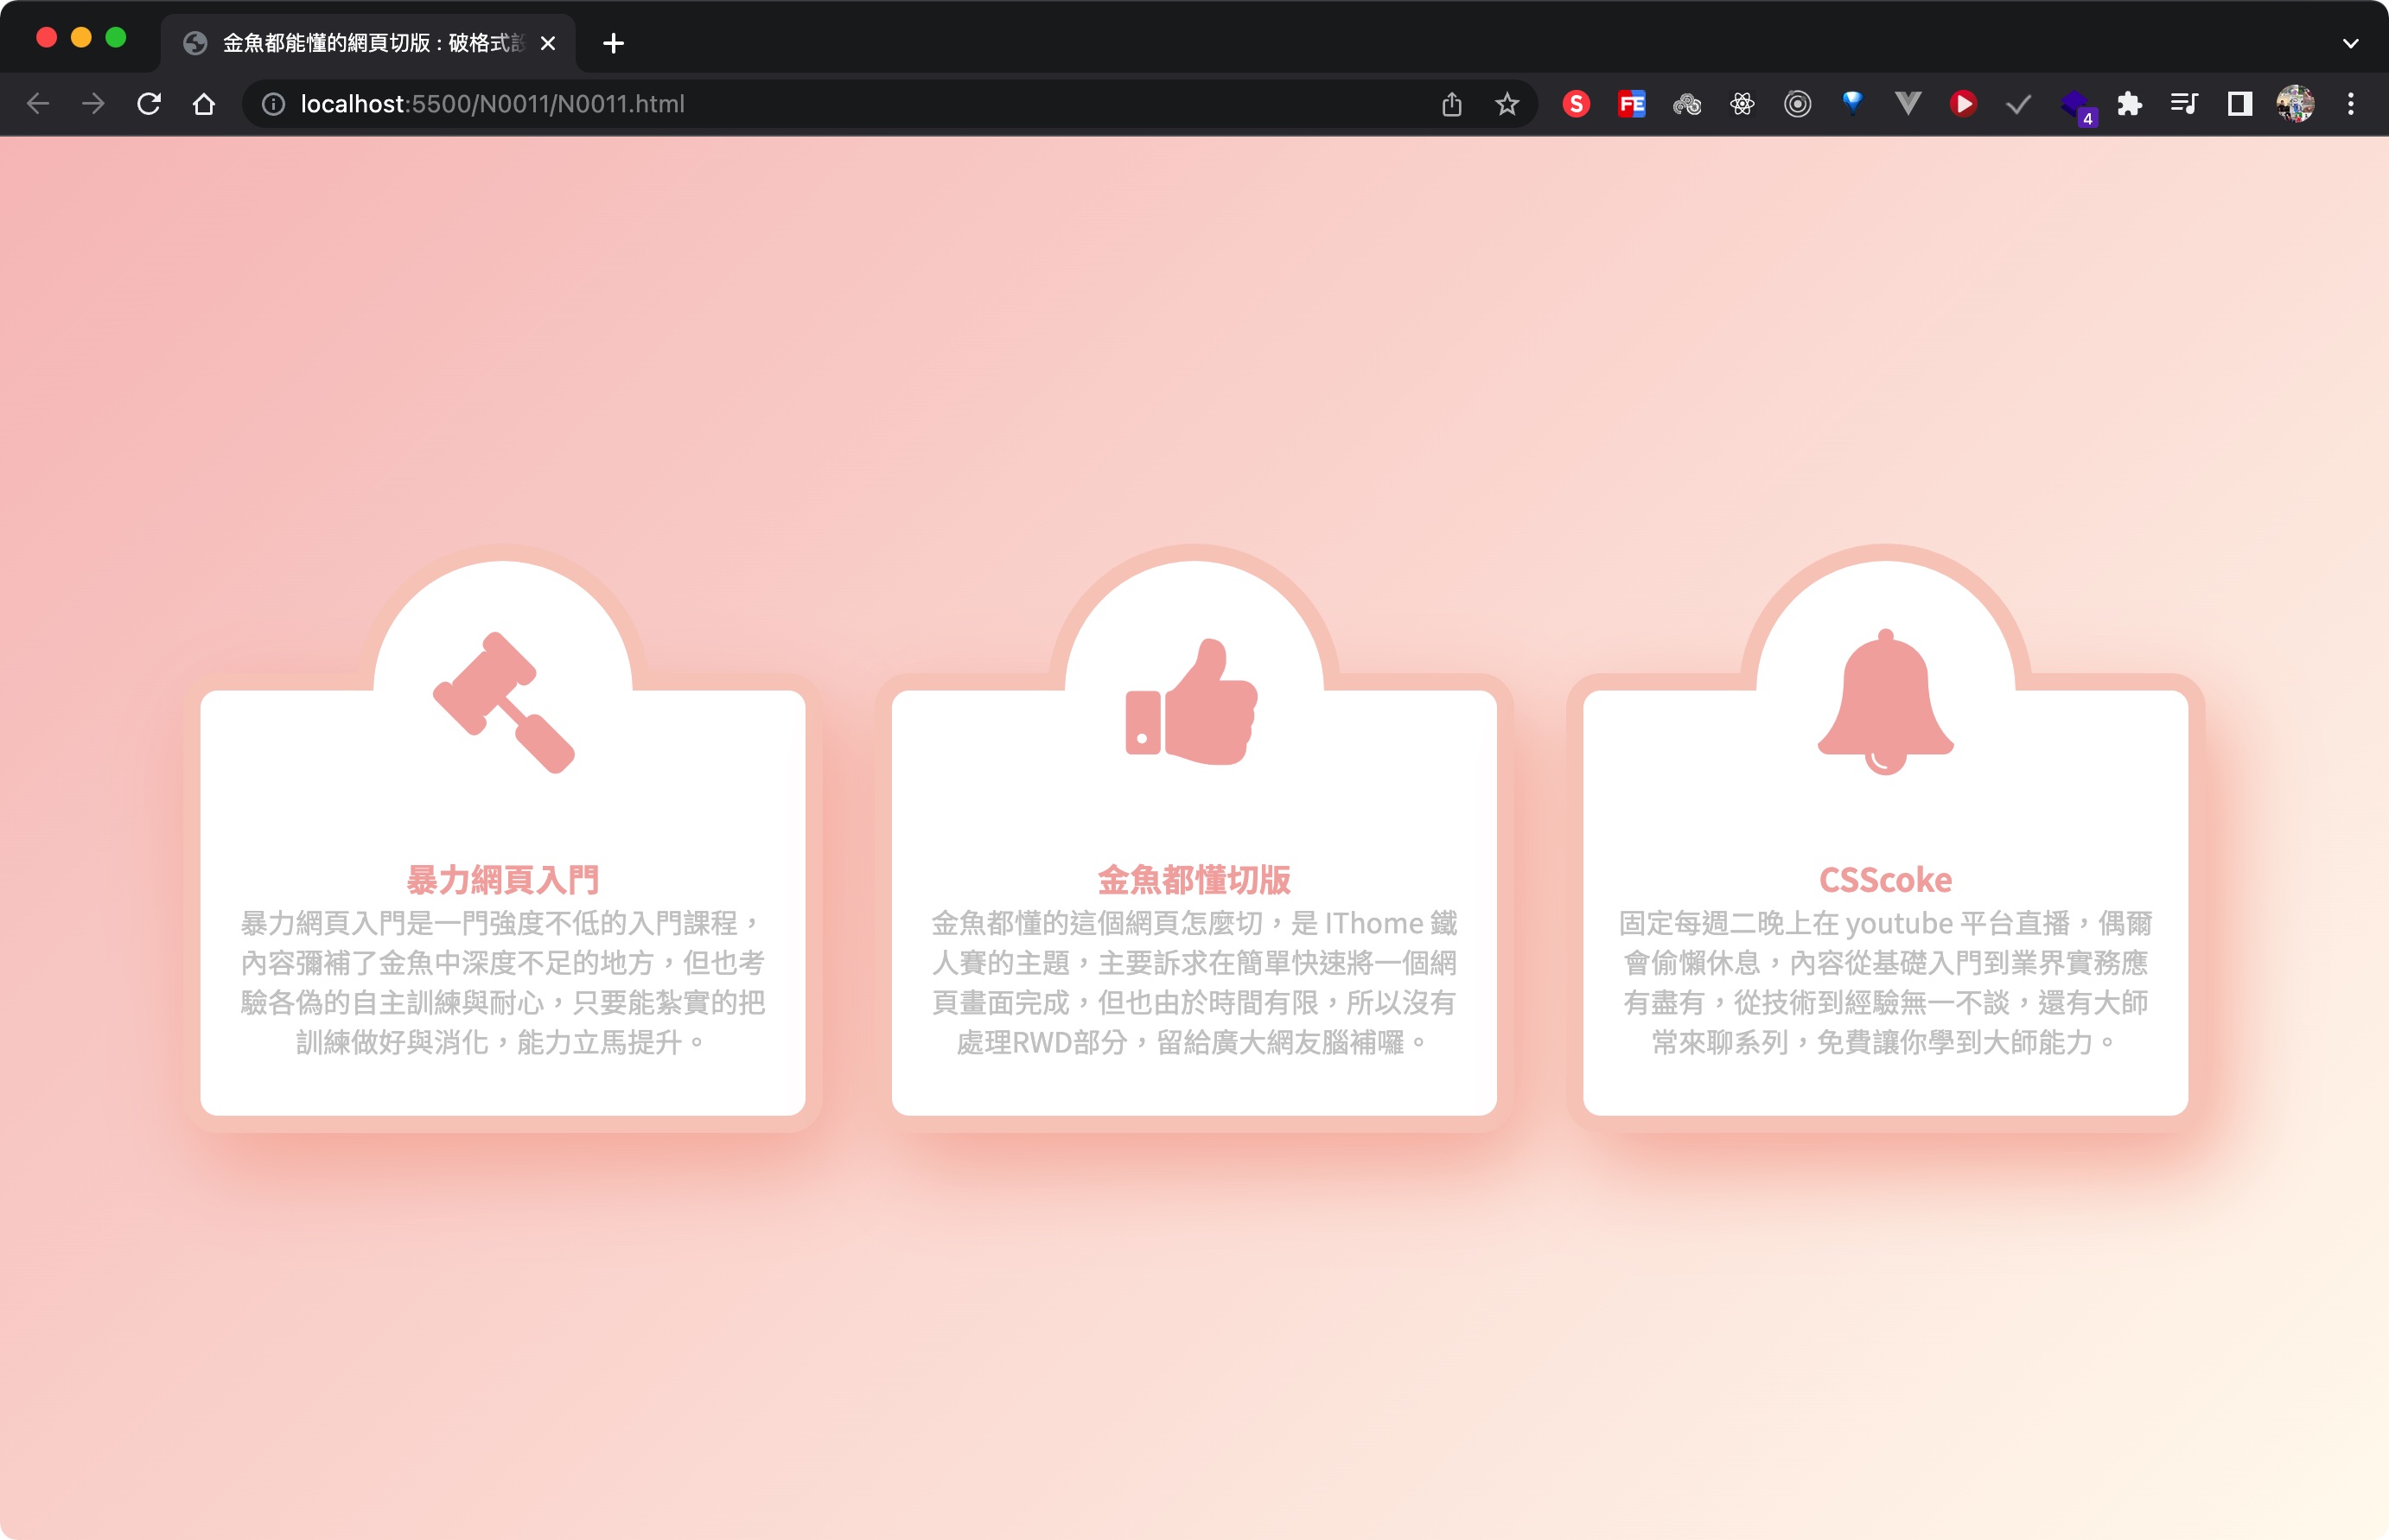 金魚都能懂的網頁切版 : 破格式設
localhost:5500/N0011/N0011.html
S
FE
4
暴力網頁入門
暴力網頁入門是一門強度不低的入門課程，
內容彌補了金魚中深度不足的地方，但也考
驗各偽的自主訓練與耐心，只要能紮實的把
訓練做好與消化，能力立馬提升。
金魚都懂切版
金魚都懂的這個網頁怎麼切，是 IThome 鐵
人賽的主題，主要訴求在簡單快速將一個網
頁畫面完成，但也由於時間有限，所以沒有
處理RWD部分，留給廣大網友腦補囉。
CSScoke
固定每週二晚上在 youtube 平台直播，偶爾
會偷懶休息，內容從基礎入門到業界實務應
有盡有，從技術到經驗無一不談，還有大師
常來聊系列，免費讓你學到大師能力。